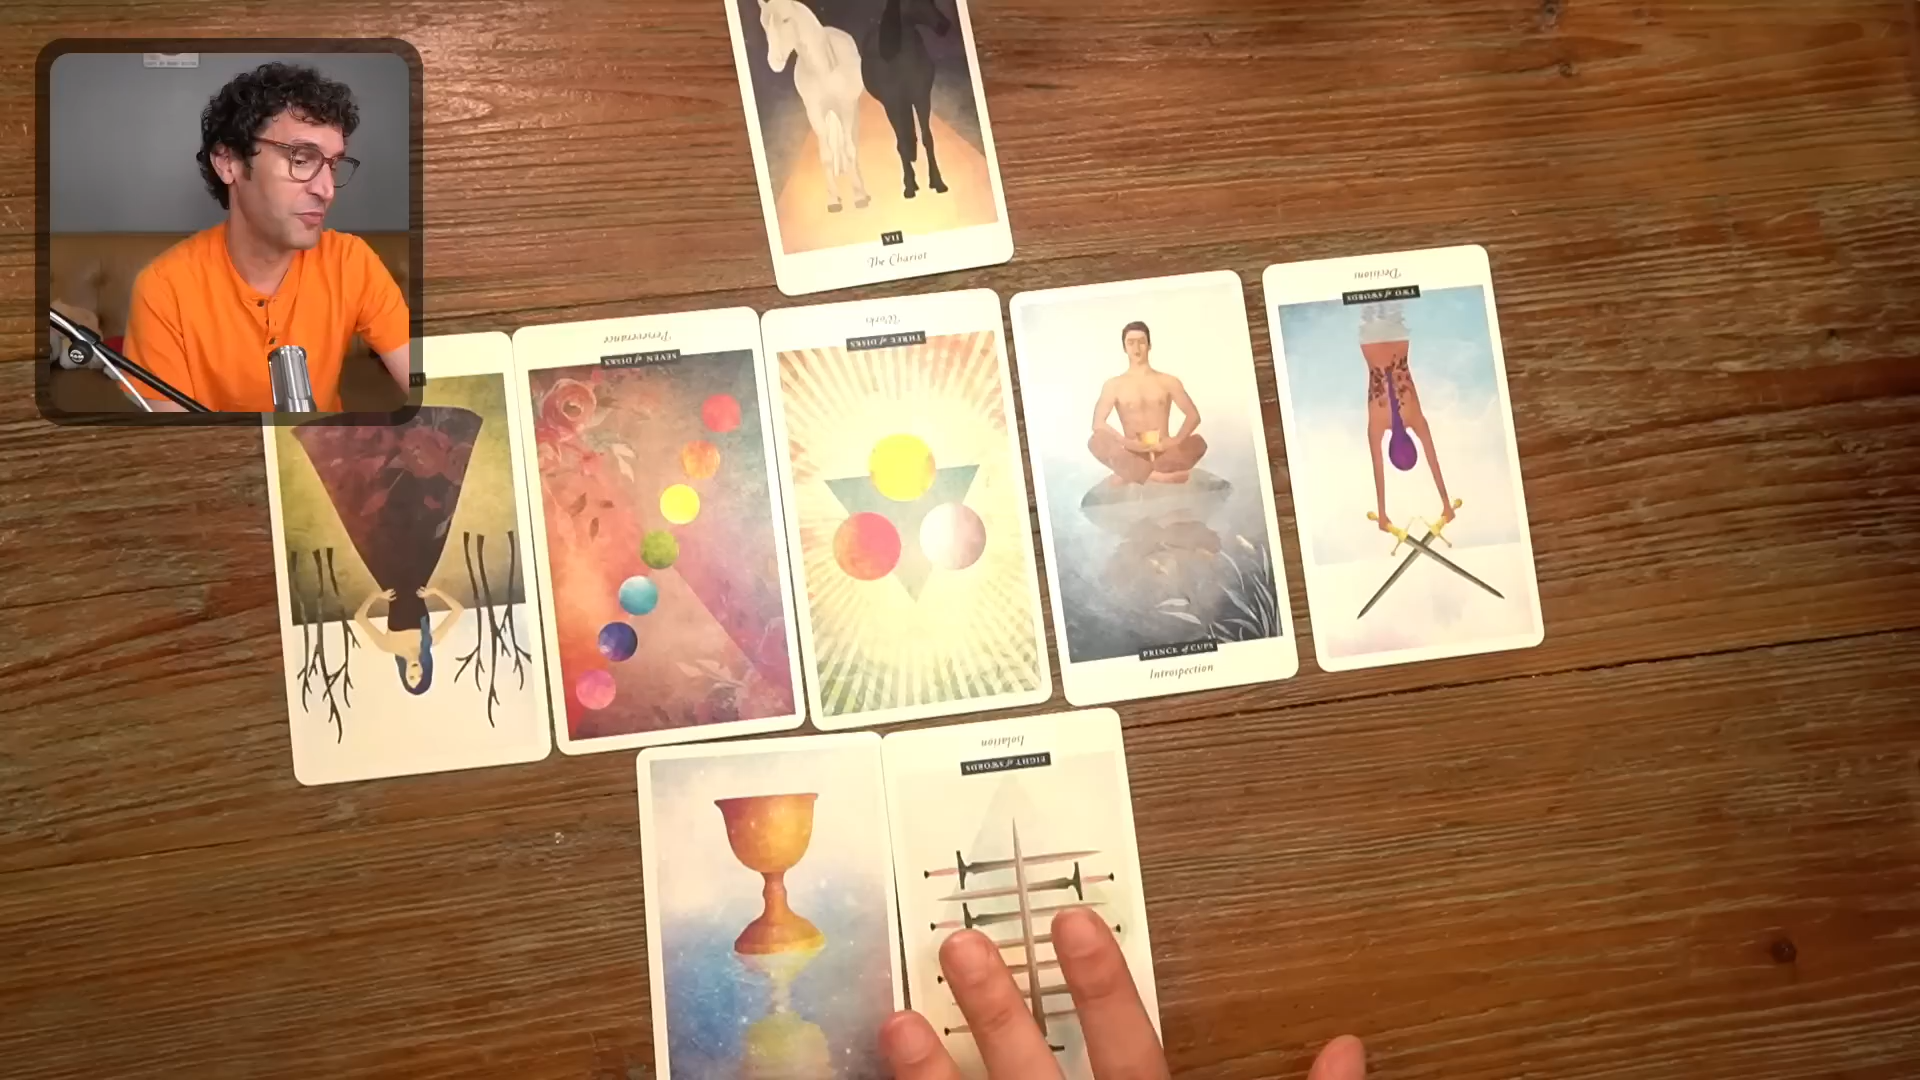 VII
The Chariot
Decisions
TWO of SWORDS
Perseverance
SEVEN of DISKS
Works
THREE of DISKS
PRINCE of CUPS
Introspection
Isolation
EIGHT of SWORDS